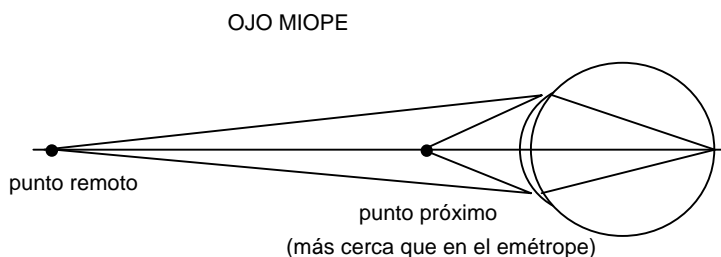 OJO MIOPE
punto remoto
punto próximo
(más cerca que en el emétrope)